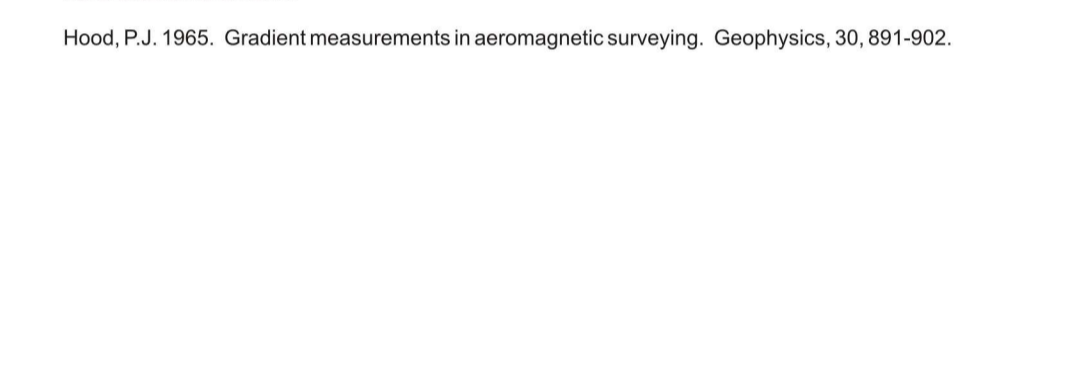 Hood, P.J. 1965. Gradient measurements in aeromagnetic surveying. Geophysics, 30, 891-902.